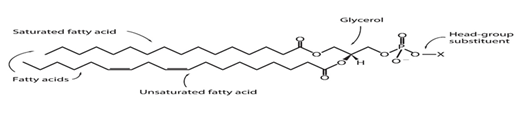 Glycerol
Saturated fatty acid
Head-group
substituent
O
O
O
P
O
O
X
O
O⁻
H
O
Fatty acids
Unsaturated fatty acid